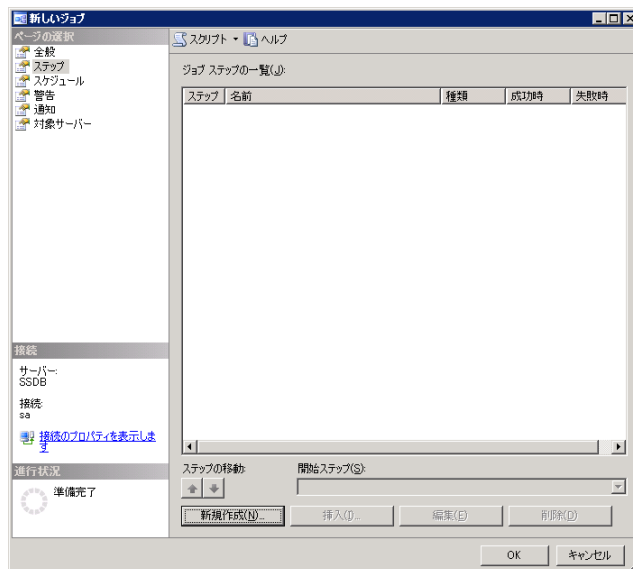 新しいジョブ
ページの選択
全般
ステップ
スケジュール
警告
通知
対象サーバー
スクリプト ヘルプ
ジョブ ステップの一覧(J):
ステップ 名前 種類 成功時 失敗時
接続
サーバー:
SSDB
接続:
sa
接続のプロパティを表示しま
す
進行状況
準備完了
ステップの移動: 開始ステップ(S):
新規作成(N)... 挿入(I)... 編集(E) 削除(D)
OK キャンセル